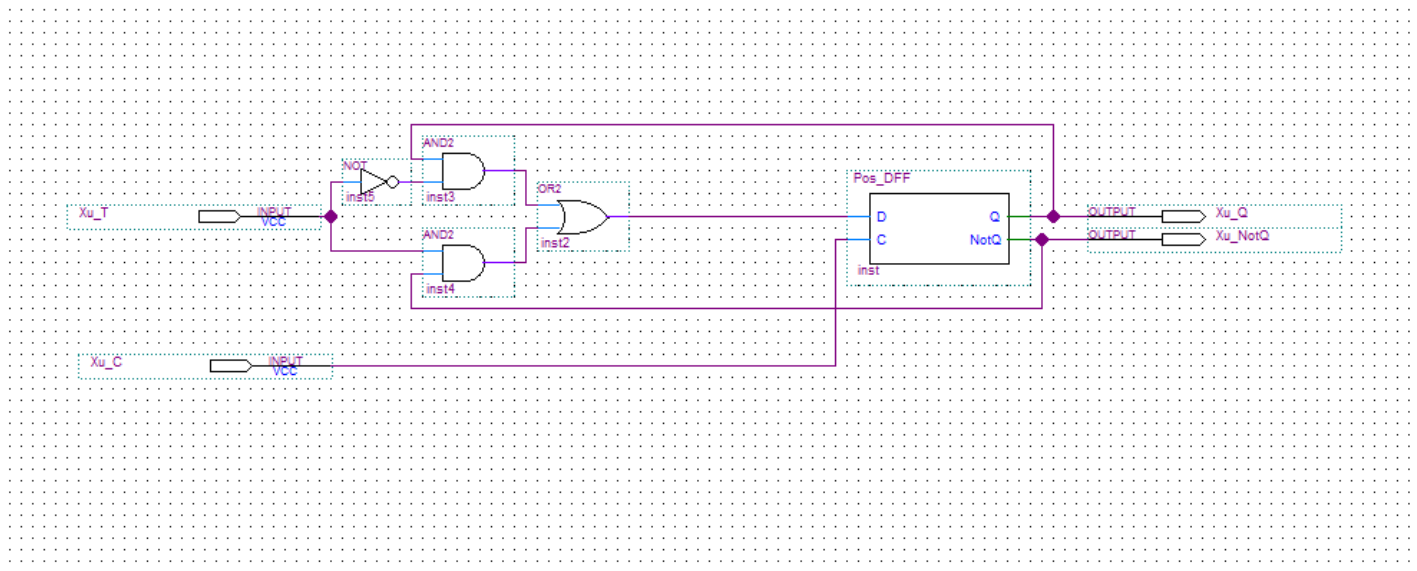 AND2
NOT
inst5
inst3
OR2
Pos_DFF
Xu_T
INPUT
VCC
inst2
D
Q
OUTPUT
Xu_Q
AND2
C
NotQ
OUTPUT
Xu_NotQ
inst4
inst
Xu_C
INPUT
VCC